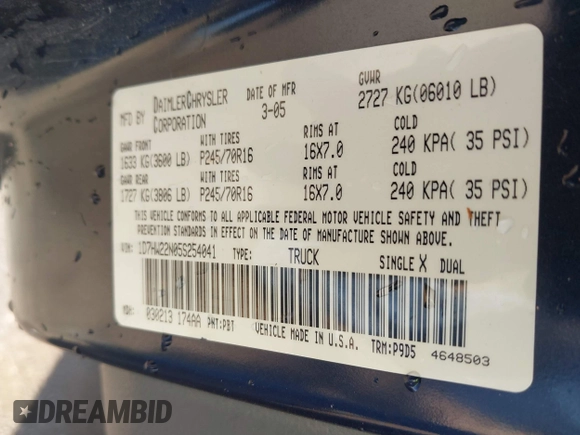 MFD BY DAIMLERCHRYSLER CORPORATION DATE OF MFR 3-05 GVWR 2727 KG(06010 LB)
GAWR FRONT WITH TIRES RIMS AT COLD
1633 KG(3600 LB) P245/70R16 16X7.0 240 KPA( 35 PSI)
GAWR REAR WITH TIRES RIMS AT COLD
1727 KG(3806 LB) P245/70R16 16X7.0 240 KPA( 35 PSI)
THIS VEHICLE CONFORMS TO ALL APPLICABLE FEDERAL MOTOR VEHICLE SAFETY AND THEFT
PREVENTION STANDARDS IN EFFECT ON THE DATE OF MANUFACTURE SHOWN ABOVE.
VIN: 1D7HW22N05S254041 TYPE: TRUCK SINGLE X DUAL
MDH: 030213 174AA PNT:PBT VEHICLE MADE IN U.S.A. TRM:P9D5 4648503
DREAMBID